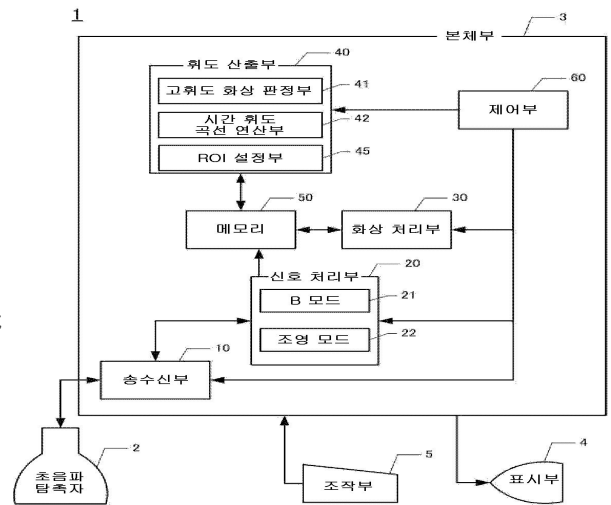 1
3
본체부
휘도 산출부
40
고휘도 화상 판정부
41
시간 휘도
곡선 연산부
42
ROI 설정부
45
60
제어부
50
메모리
30
화상 처리부
신호 처리부
20
B 모드
21
조영 모드
22
10
송수신부
2
초음파
탐촉자
5
조작부
4
표시부